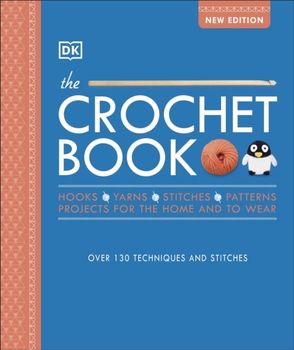 NEW EDITION
DK
the
CROCHET
BOOK
HOOKS YARNS STITCHES PATTERNS
PROJECTS FOR THE HOME AND TO WEAR
OVER 130 TECHNIQUES AND STITCHES